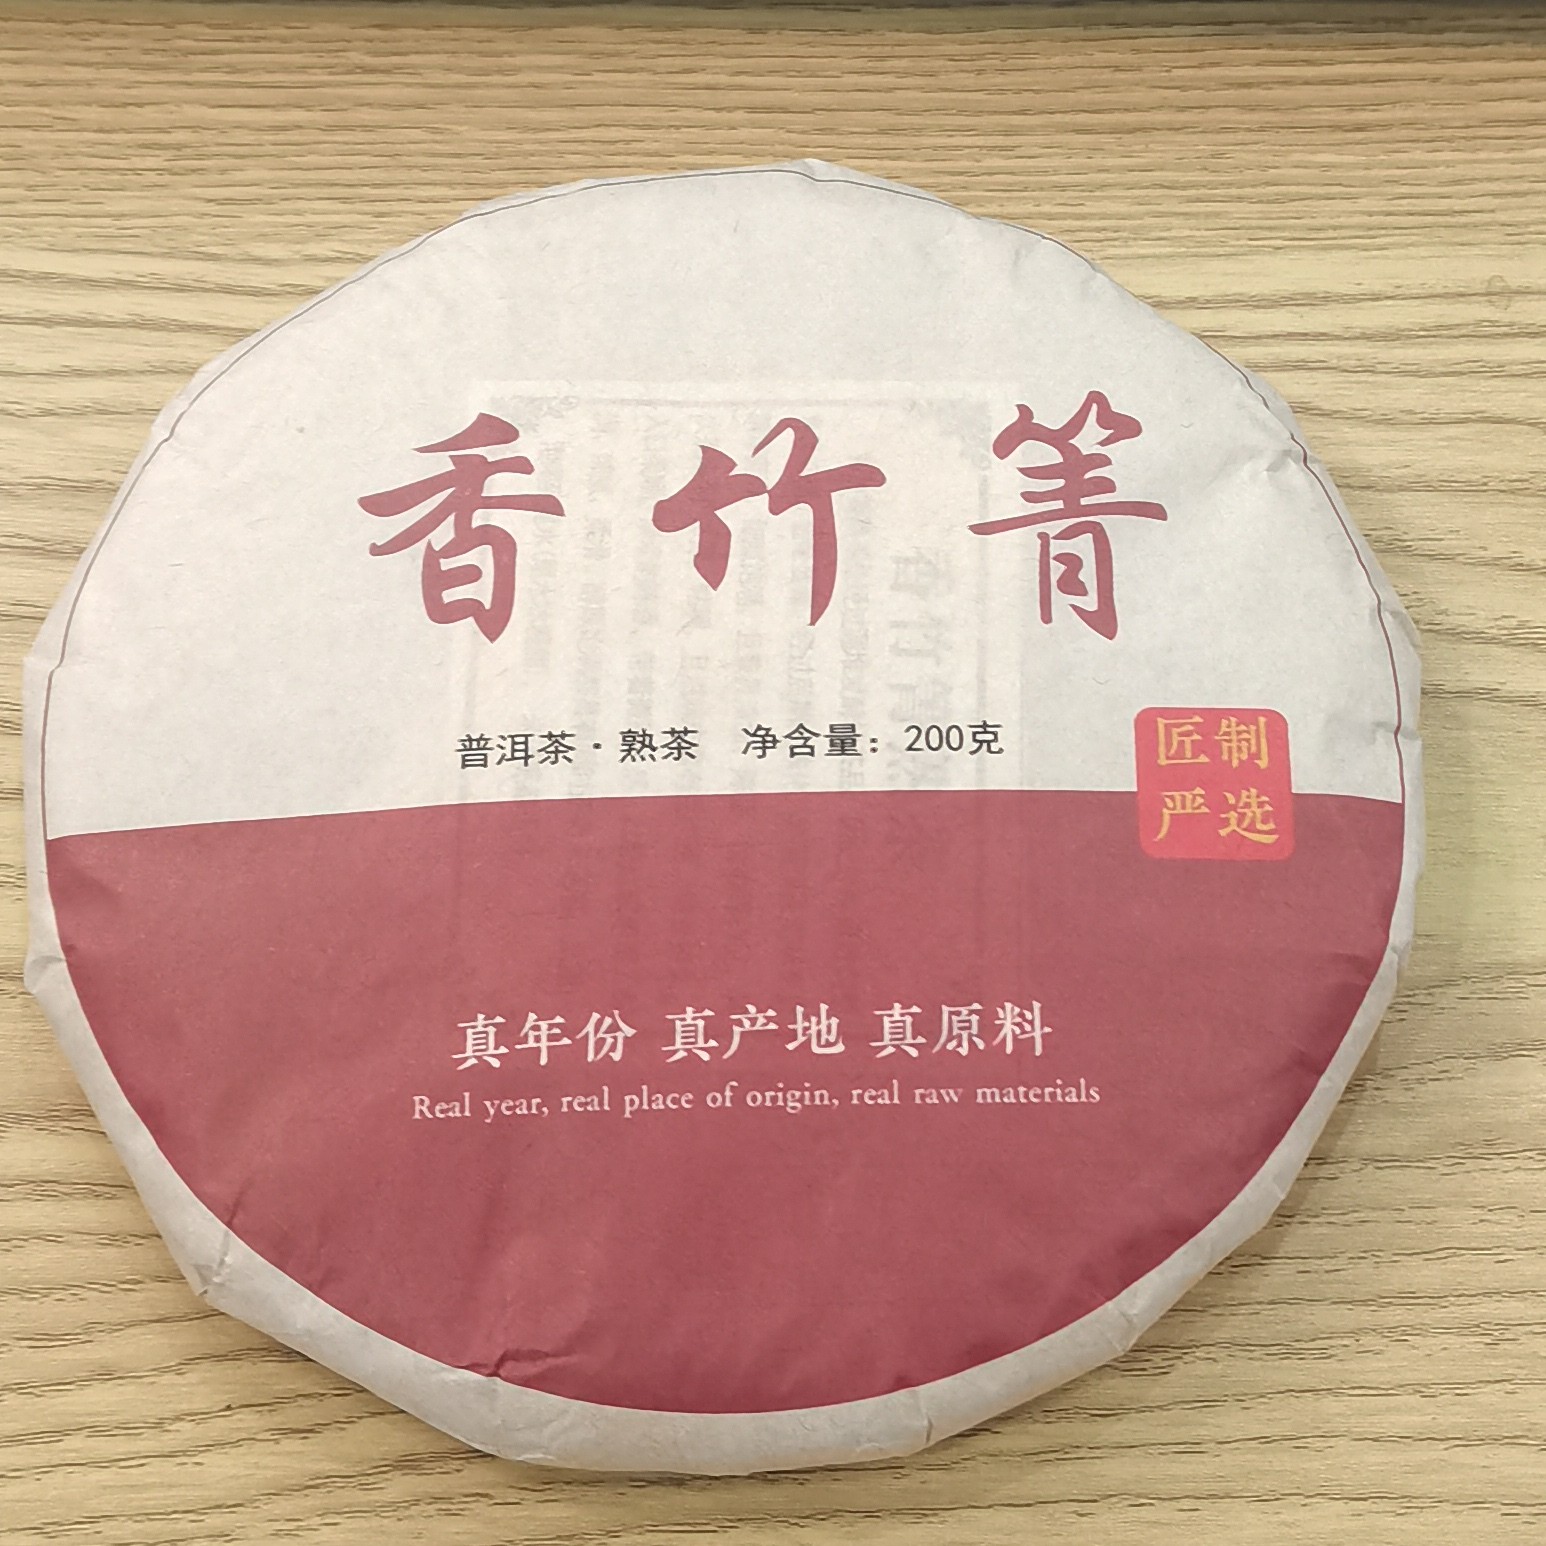 香竹箐
普洱茶·熟茶 净含量：200克
匠制
严选
真年份 真产地 真原料
Real year, real place of origin, real raw materials